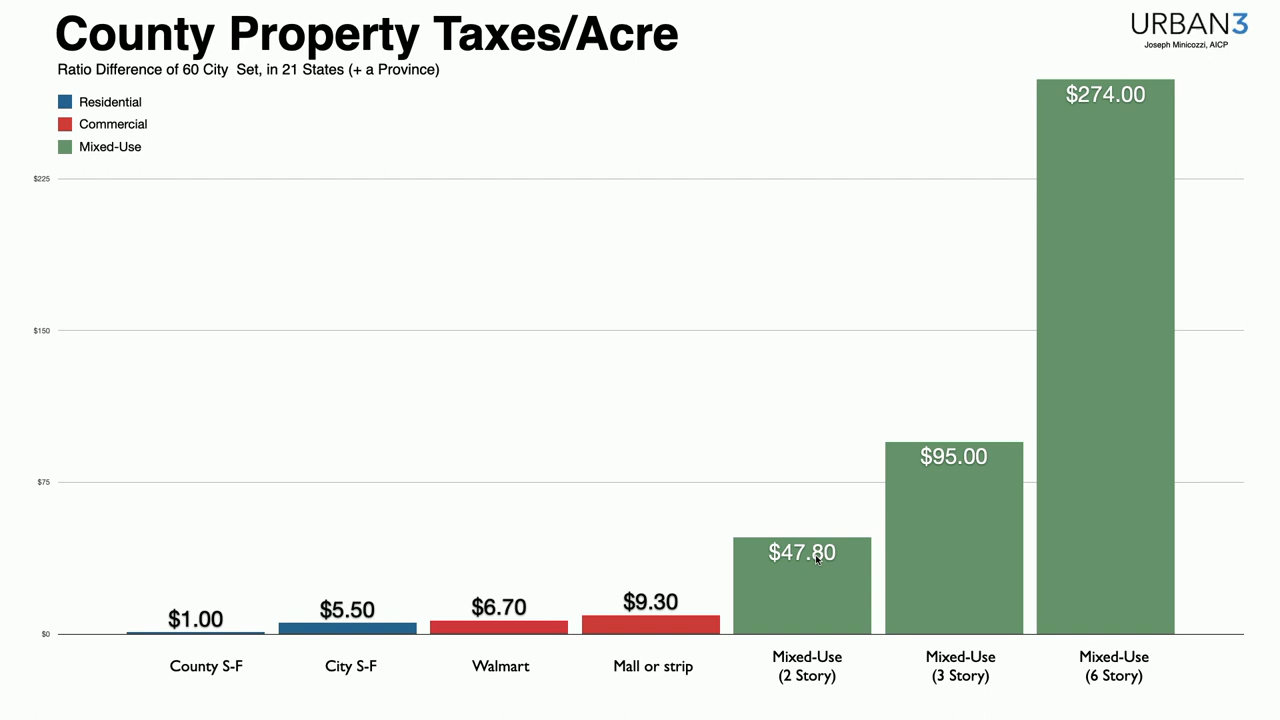 County Property Taxes/Acre
URBAN3
Joseph Minicozzi, AICP
Ratio Difference of 60 City  Set, in 21 States (+ a Province)
Residential
Commercial
Mixed-Use
$274.00
$225
$150
$95.00
$75
$47.80
$9.30
$6.70
$5.50
$1.00
$0
County S-F
City S-F
Walmart
Mall or strip
Mixed-Use
(2 Story)
Mixed-Use
(3 Story)
Mixed-Use
(6 Story)